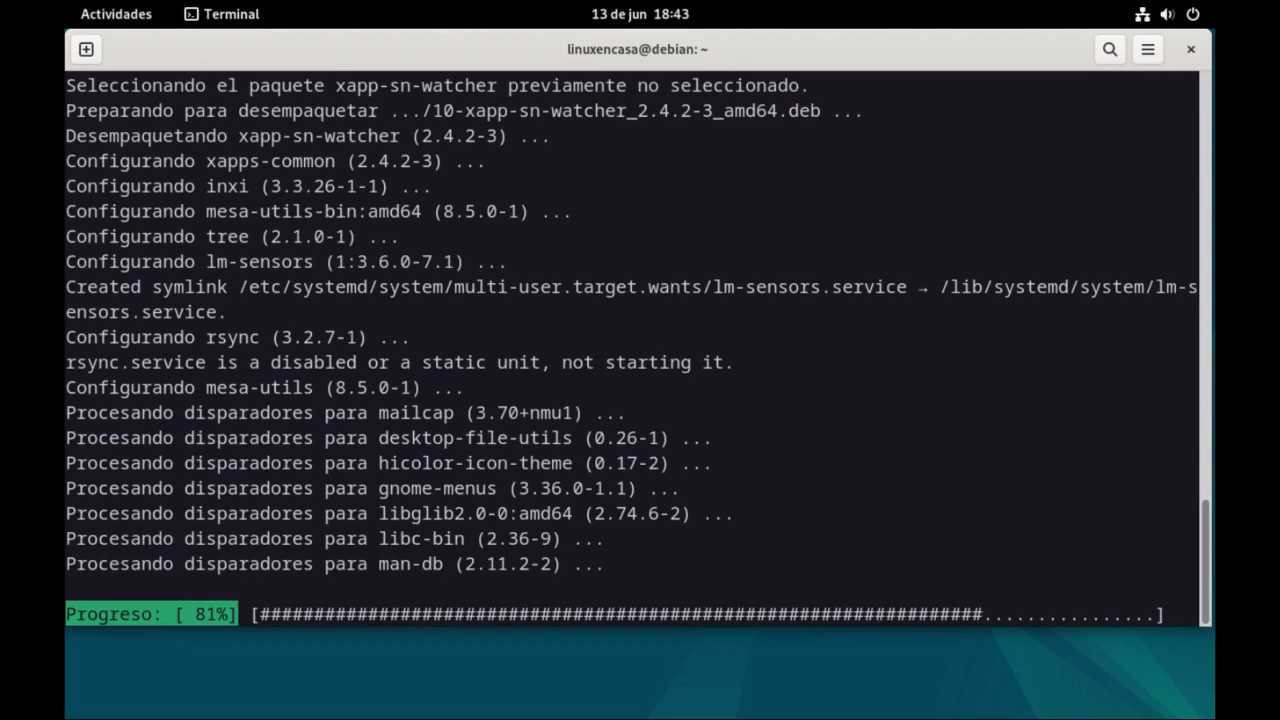 Actividades Terminal 13 de jun 18:43
linuxencasa@debian: ~
Seleccionando el paquete xapp-sn-watcher previamente no seleccionado.
Preparando para desempaquetar .../10-xapp-sn-watcher_2.4.2-3_amd64.deb ...
Desempaquetando xapp-sn-watcher (2.4.2-3) ...
Configurando xapps-common (2.4.2-3) ...
Configurando inxi (3.3.26-1-1) ...
Configurando mesa-utils-bin:amd64 (8.5.0-1) ...
Configurando tree (2.1.0-1) ...
Configurando lm-sensors (1:3.6.0-7.1) ...
Created symlink /etc/systemd/system/multi-user.target.wants/lm-sensors.service → /lib/systemd/system/lm-s
ensors.service.
Configurando rsync (3.2.7-1) ...
rsync.service is a disabled or a static unit, not starting it.
Configurando mesa-utils (8.5.0-1) ...
Procesando disparadores para mailcap (3.70+nmu1) ...
Procesando disparadores para desktop-file-utils (0.26-1) ...
Procesando disparadores para hicolor-icon-theme (0.17-2) ...
Procesando disparadores para gnome-menus (3.36.0-1.1) ...
Procesando disparadores para libglib2.0-0:amd64 (2.74.6-2) ...
Procesando disparadores para libc-bin (2.36-9) ...
Procesando disparadores para man-db (2.11.2-2) ...
Progreso: [ 81%] [###################################################################................]